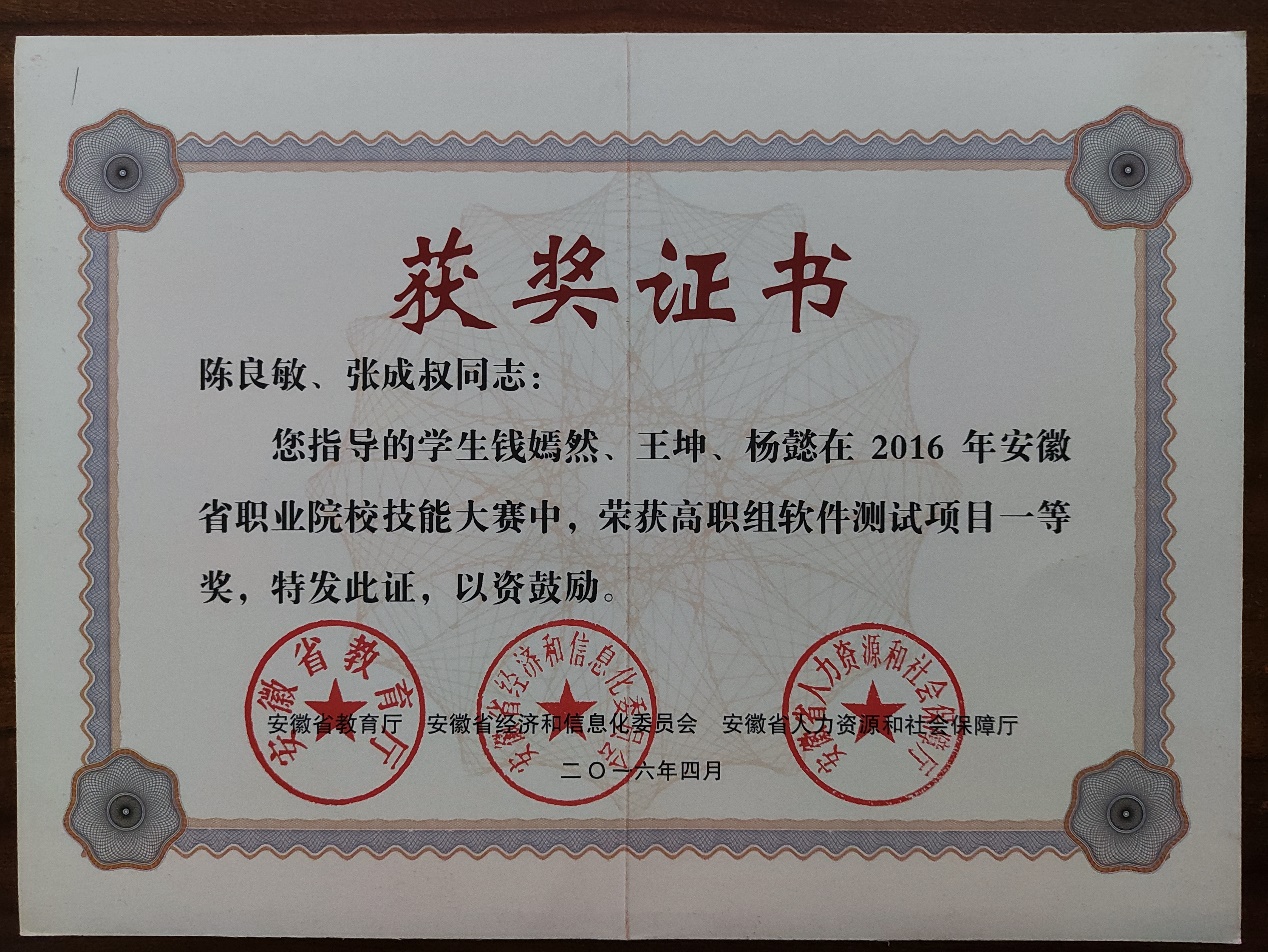 获奖证书
陈良敏、张成叔同志：
您指导的学生钱嫣然、王坤、杨懿在 2016 年安徽
省职业院校技能大赛中，荣获高职组软件测试项目一等
奖，特发此证，以资鼓励。
安徽省教育厅
安徽省经济和信息化委员会
安徽省人力资源和社会保障厅
安徽省教育厅 安徽省经济和信息化委员会 安徽省人力资源和社会保障厅
二〇一六年四月